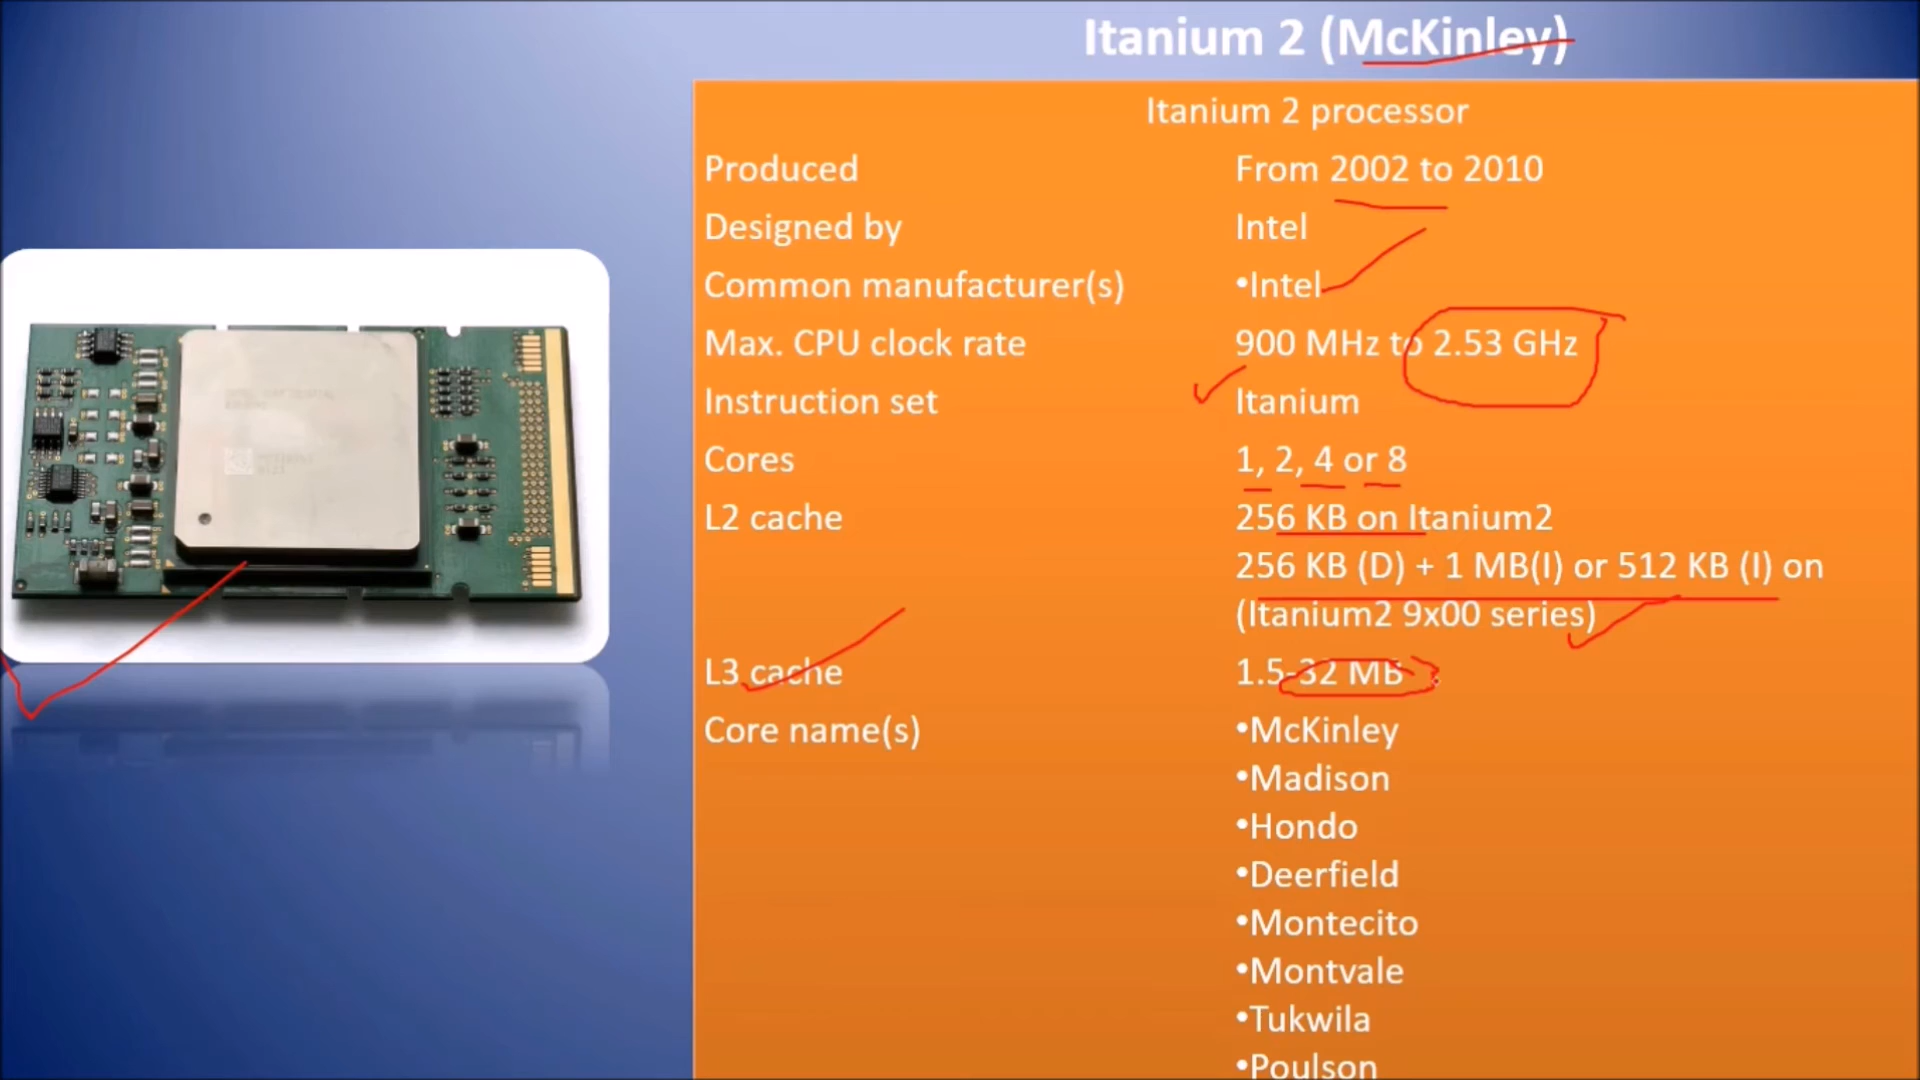 Itanium 2 (McKinley)
Itanium 2 processor
Produced From 2002 to 2010
Designed by Intel
Common manufacturer(s) •Intel
Max. CPU clock rate 900 MHz to 2.53 GHz
Instruction set Itanium
Cores 1, 2, 4 or 8
L2 cache 256 KB on Itanium2
256 KB (D) + 1 MB(I) or 512 KB (I) on
(Itanium2 9x00 series)
L3 cache 1.5-32 MB
Core name(s) •McKinley
•Madison
•Hondo
•Deerfield
•Montecito
•Montvale
•Tukwila
•Poulson